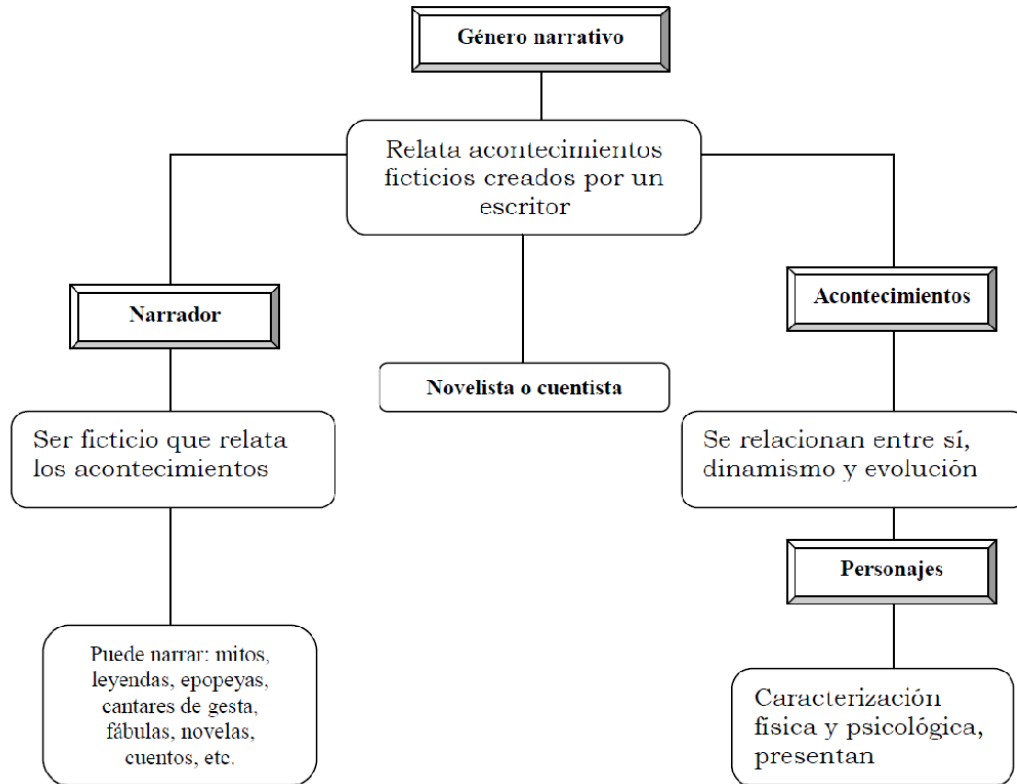 Género narrativo
Relata acontecimientos
ficticios creados por un
escritor
Narrador
Acontecimientos
Novelista o cuentista
Ser ficticio que relata
los acontecimientos
Se relacionan entre sí,
dinamismo y evolución
Personajes
Puede narrar: mitos,
leyendas, epopeyas,
cantares de gesta,
fábulas, novelas,
cuentos, etc.
Caracterización
física y psicológica,
presentan